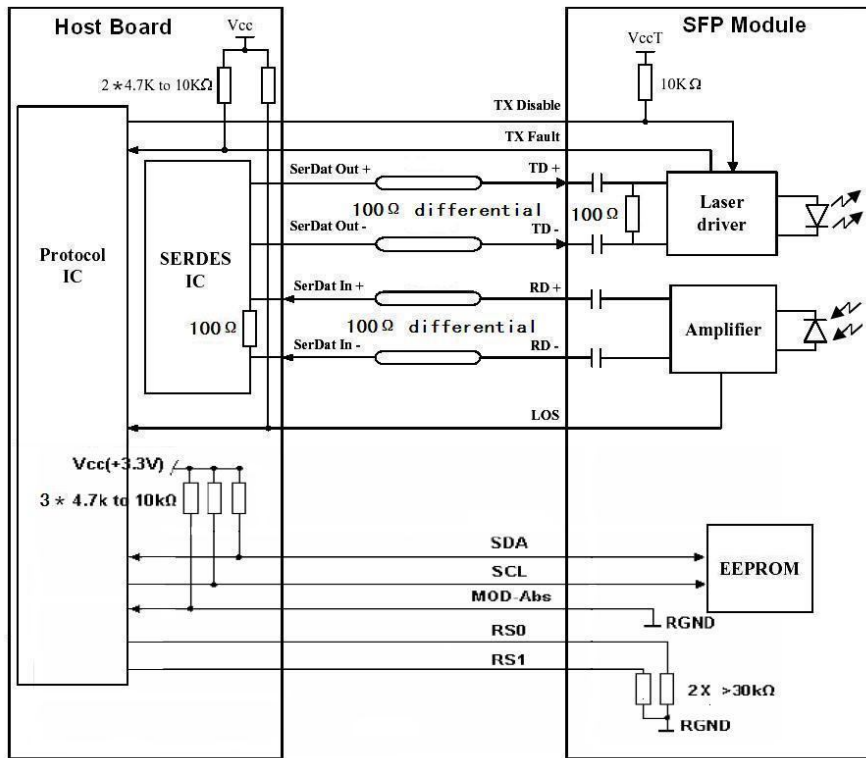 Host Board
Vcc
SFP Module
VccT
2*4.7K to 10KΩ
10KΩ
TX Disable
TX Fault
SerDat Out +
TD +
100Ω differential
100Ω
Laser
driver
SerDat Out -
TD -
Protocol
IC
SERDES
IC
SerDat In +
RD +
100Ω
100Ω differential
Amplifier
SerDat In -
RD -
LOS
Vcc(+3.3V)
3 * 4.7k to 10kΩ
SDA
EEPROM
SCL
MOD-Abs
RGND
RS0
RS1
2X >30kΩ
RGND